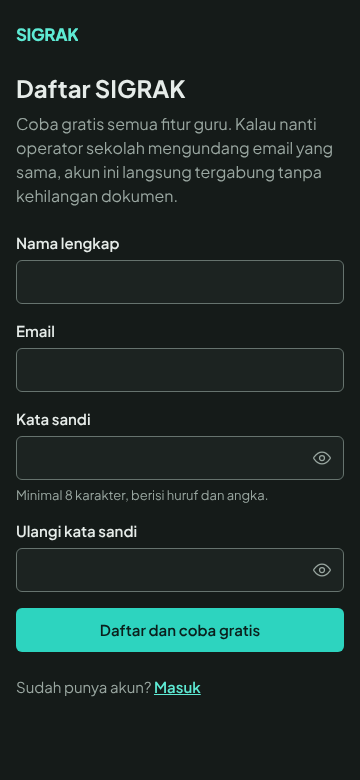 SIGRAK
Daftar SIGRAK
Coba gratis semua fitur guru. Kalau nanti
operator sekolah mengundang email yang
sama, akun ini langsung tergabung tanpa
kehilangan dokumen.
Nama lengkap
Email
Kata sandi
Minimal 8 karakter, berisi huruf dan angka.
Ulangi kata sandi
Daftar dan coba gratis
Sudah punya akun? Masuk